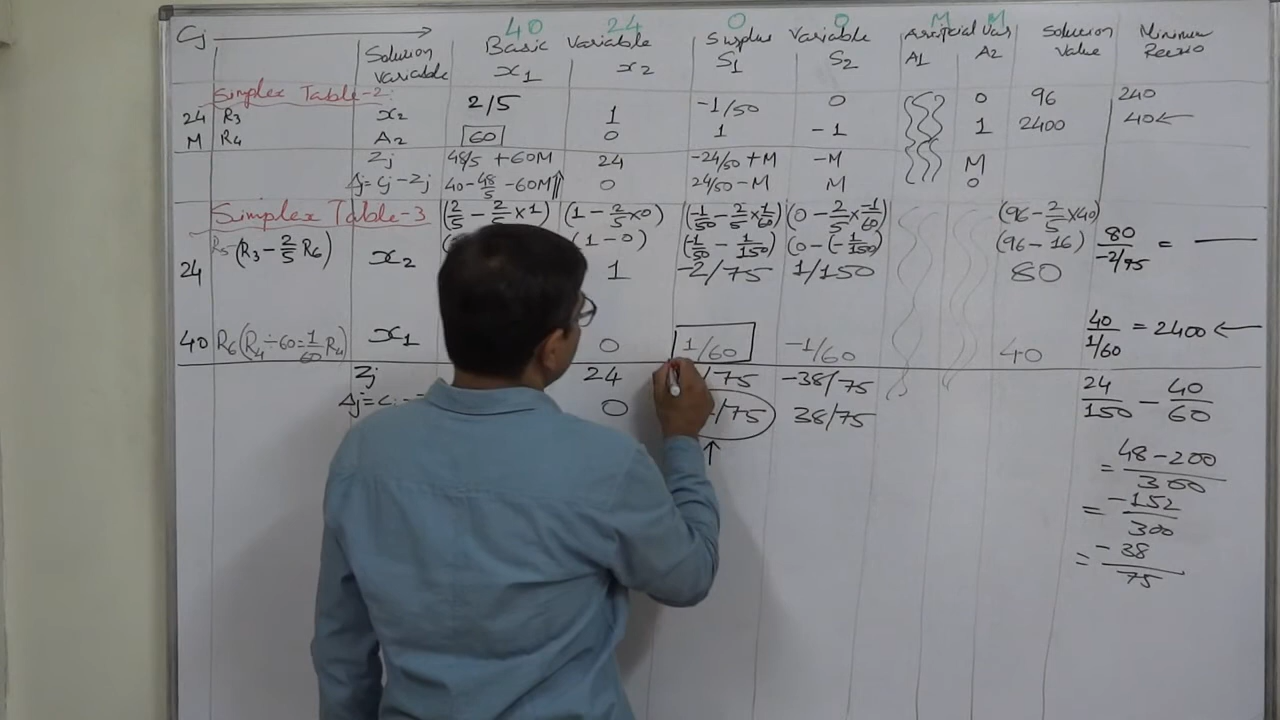 40 24 0 0 M M
Cj Basic Variable Surplus Variable Artificial Var Solution Minimum
Solution Value Ratio
Variable x1 x2 S1 S2 A1 A2
Simplex Table-2:
24 R3 x2 2/5 1 -1/50 0 0 96 240
M R4 A2 60 0 1 -1 1 2400 40←
Zj 48/5 + 60M 24 -24/50 + M -M M
Δj = Cj - Zj 40 - 48/5 - 60M 0 24/50 - M M 0
Simplex Table-3 (2/5 - 2/5 × 1) (1 - 2/5 × 0) (-1/50 - 2/5 × 1/60) (0 - 2/5 × -1/60) (96 - 2/5 × 40)
R5 (R3 - 2/5 R6) (1 - 0) (-1/50 - 1/150) (0 - (-1/150)) (96 - 16) 80/-2/75 = —
24 x2 1 -2/75 1/150 80
40 R6 (R4 ÷ 60 = 1/60 R4) x1 0 1/60 -1/60 40 40/1/60 = 2400 ←
Zj 24 /75 -38/75 24/150 - 40/60
Δj = Cj - 0 /75 38/75
↑
= 48 - 200/300
= -152/300
= -38/75